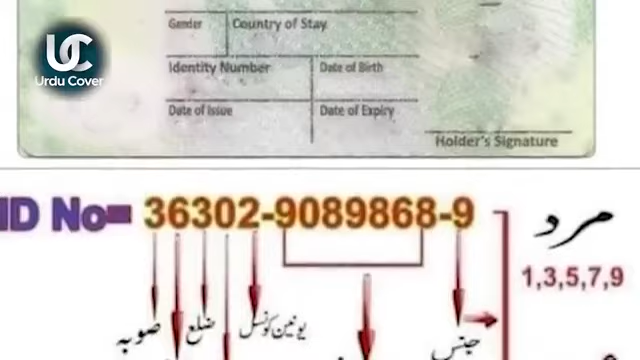 Gender Country of Stay
UC
Urdu Cover
Identity Number Date of Birth
Date of Issue Date of Expiry
Holder's Signature
ID No= 36302-9089868-9
مرد
1,3,5,7,9
صوبہ ضلع یونین کونسل
جنس